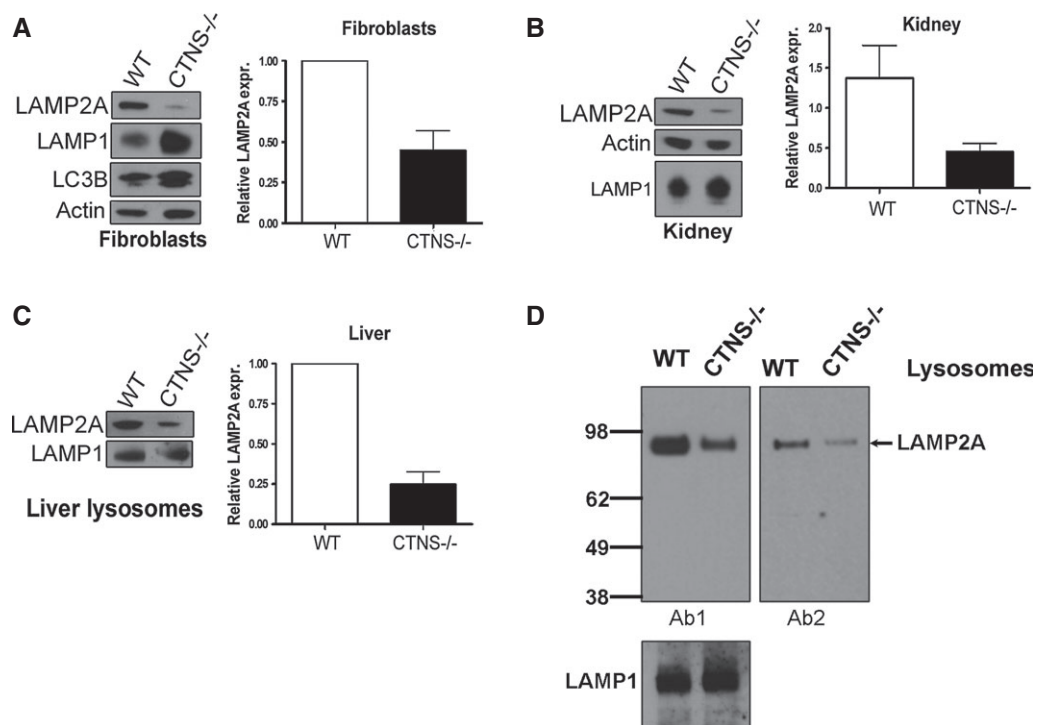 A
WT CTNS-/-
LAMP2A
LAMP1
LC3B
Actin
Fibroblasts
Fibroblasts
Relative LAMP2A expr.
1.00
0.75
0.50
0.25
0.00
WT CTNS-/-
B
WT CTNS-/-
LAMP2A
Actin
LAMP1
Kidney
Kidney
Relative LAMP2A expr.
2.0
1.5
1.0
0.5
0.0
WT CTNS-/-
C
WT CTNS-/-
LAMP2A
LAMP1
Liver lysosomes
Liver
Relative LAMP2A expr.
1.00
0.75
0.50
0.25
0.00
WT CTNS-/-
D
WT CTNS-/- WT CTNS-/- Lysosomes
98
LAMP2A
62
49
38
Ab1 Ab2
LAMP1